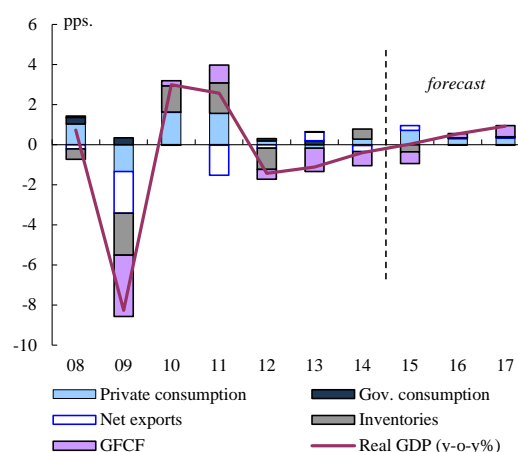 pps.
6
4
2
0
-2
-4
-6
-8
-10
forecast
08 09 10 11 12 13 14 15 16 17
Private consumption Gov. consumption
Net exports Inventories
GFCF Real GDP (y-o-y%)